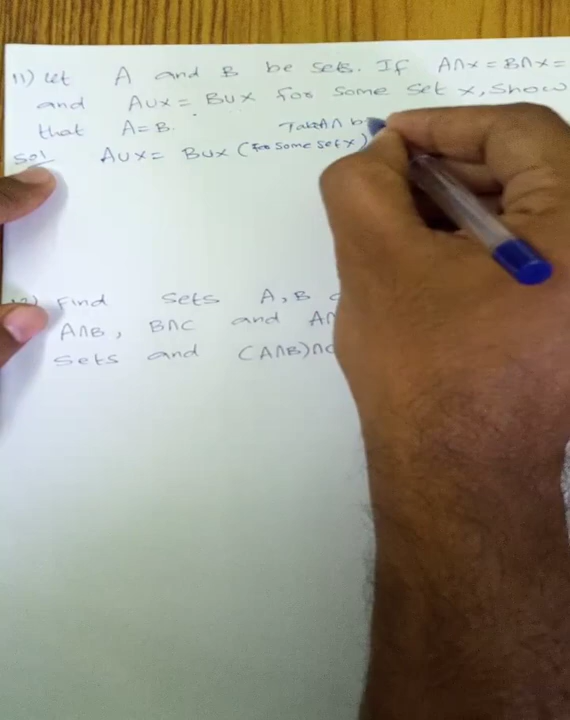 11) Let A and B be sets. If A∩x = B∩x =
and A∪x = B∪x for some set x, show
that A = B.
Take A∩ b
Sol A∪x = B∪x (For some set x)
Find sets A, B
A∩B, B∩C and A∩
sets and (A∩B)∩C